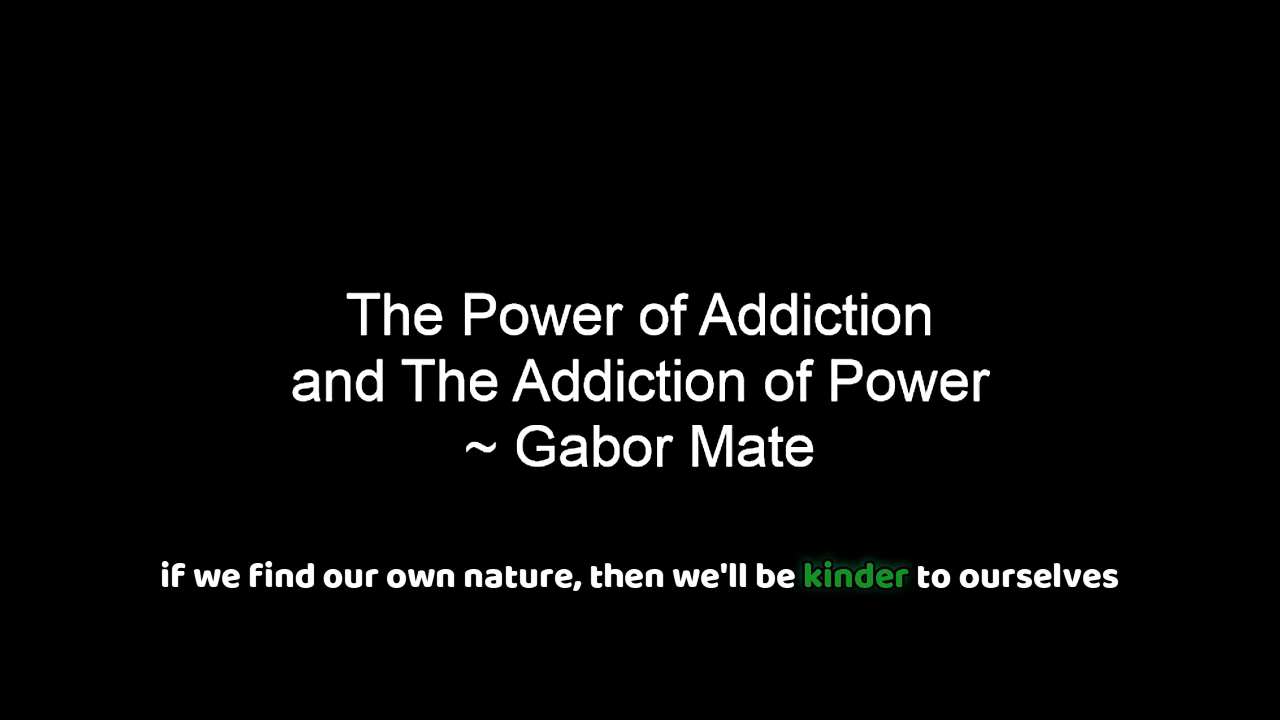 The Power of Addiction
and The Addiction of Power
~ Gabor Mate
if we find our own nature, then we'll be kinder to ourselves